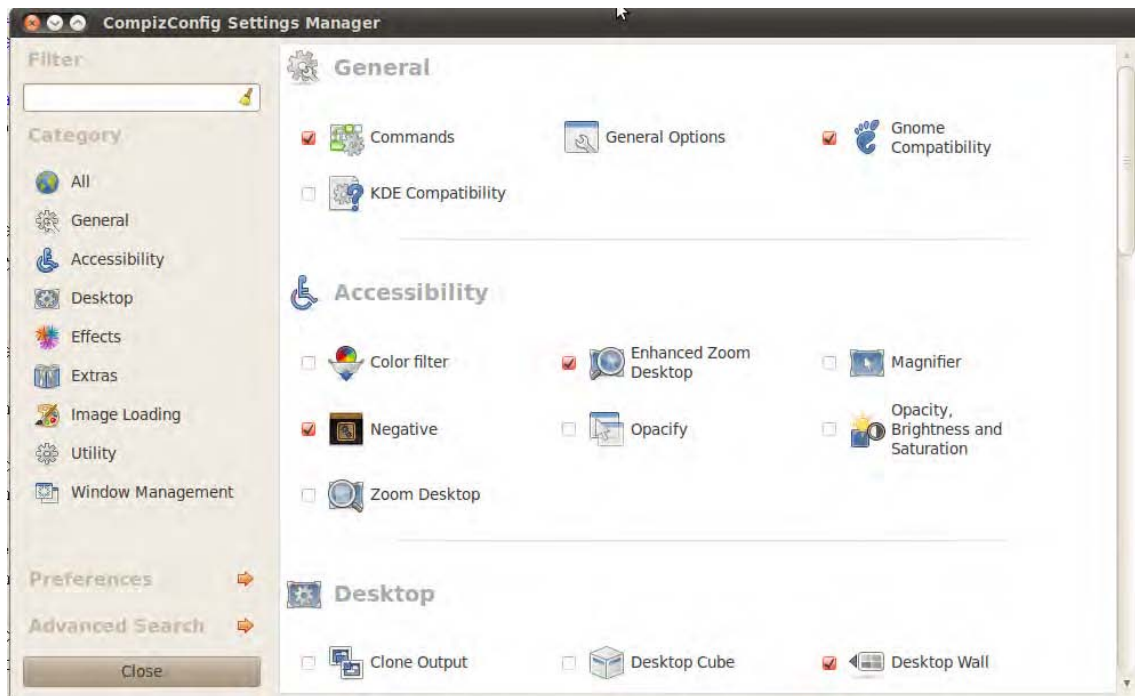 CompizConfig Settings Manager
Filter
Category
All
General
Accessibility
Desktop
Effects
Extras
Image Loading
Utility
Window Management
Preferences
Advanced Search
Close
General
Commands
General Options
Gnome
Compatibility
KDE Compatibility
Accessibility
Color filter
Enhanced Zoom
Desktop
Magnifier
Negative
Opacify
Opacity,
Brightness and
Saturation
Zoom Desktop
Desktop
Clone Output
Desktop Cube
Desktop Wall